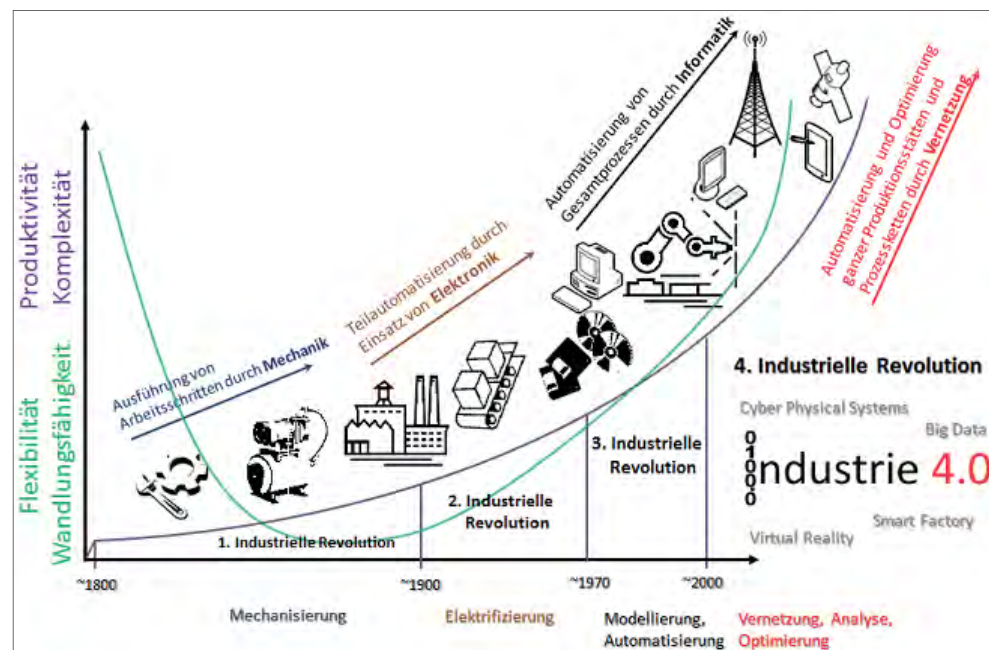 Produktivität
Komplexität
Flexibilität
Wandlungsfähigkeit
Ausführung von
Arbeitsschritten durch Mechanik
Teilautomatisierung durch
Einsatz von Elektronik
Automatisierung von
Gesamtprozessen durch Informatik
Automatisierung und Optimierung
ganzer Produktionsstätten und
Prozessketten durch Vernetzung
1. Industrielle Revolution
2. Industrielle
Revolution
3. Industrielle
Revolution
4. Industrielle Revolution
Cyber Physical Systems
Big Data
010010
ndustrie 4.0
Smart Factory
Virtual Reality
~1800
~1900
~1970
~2000
Mechanisierung
Elektrifizierung
Modellierung,
Automatisierung
Vernetzung, Analyse,
Optimierung